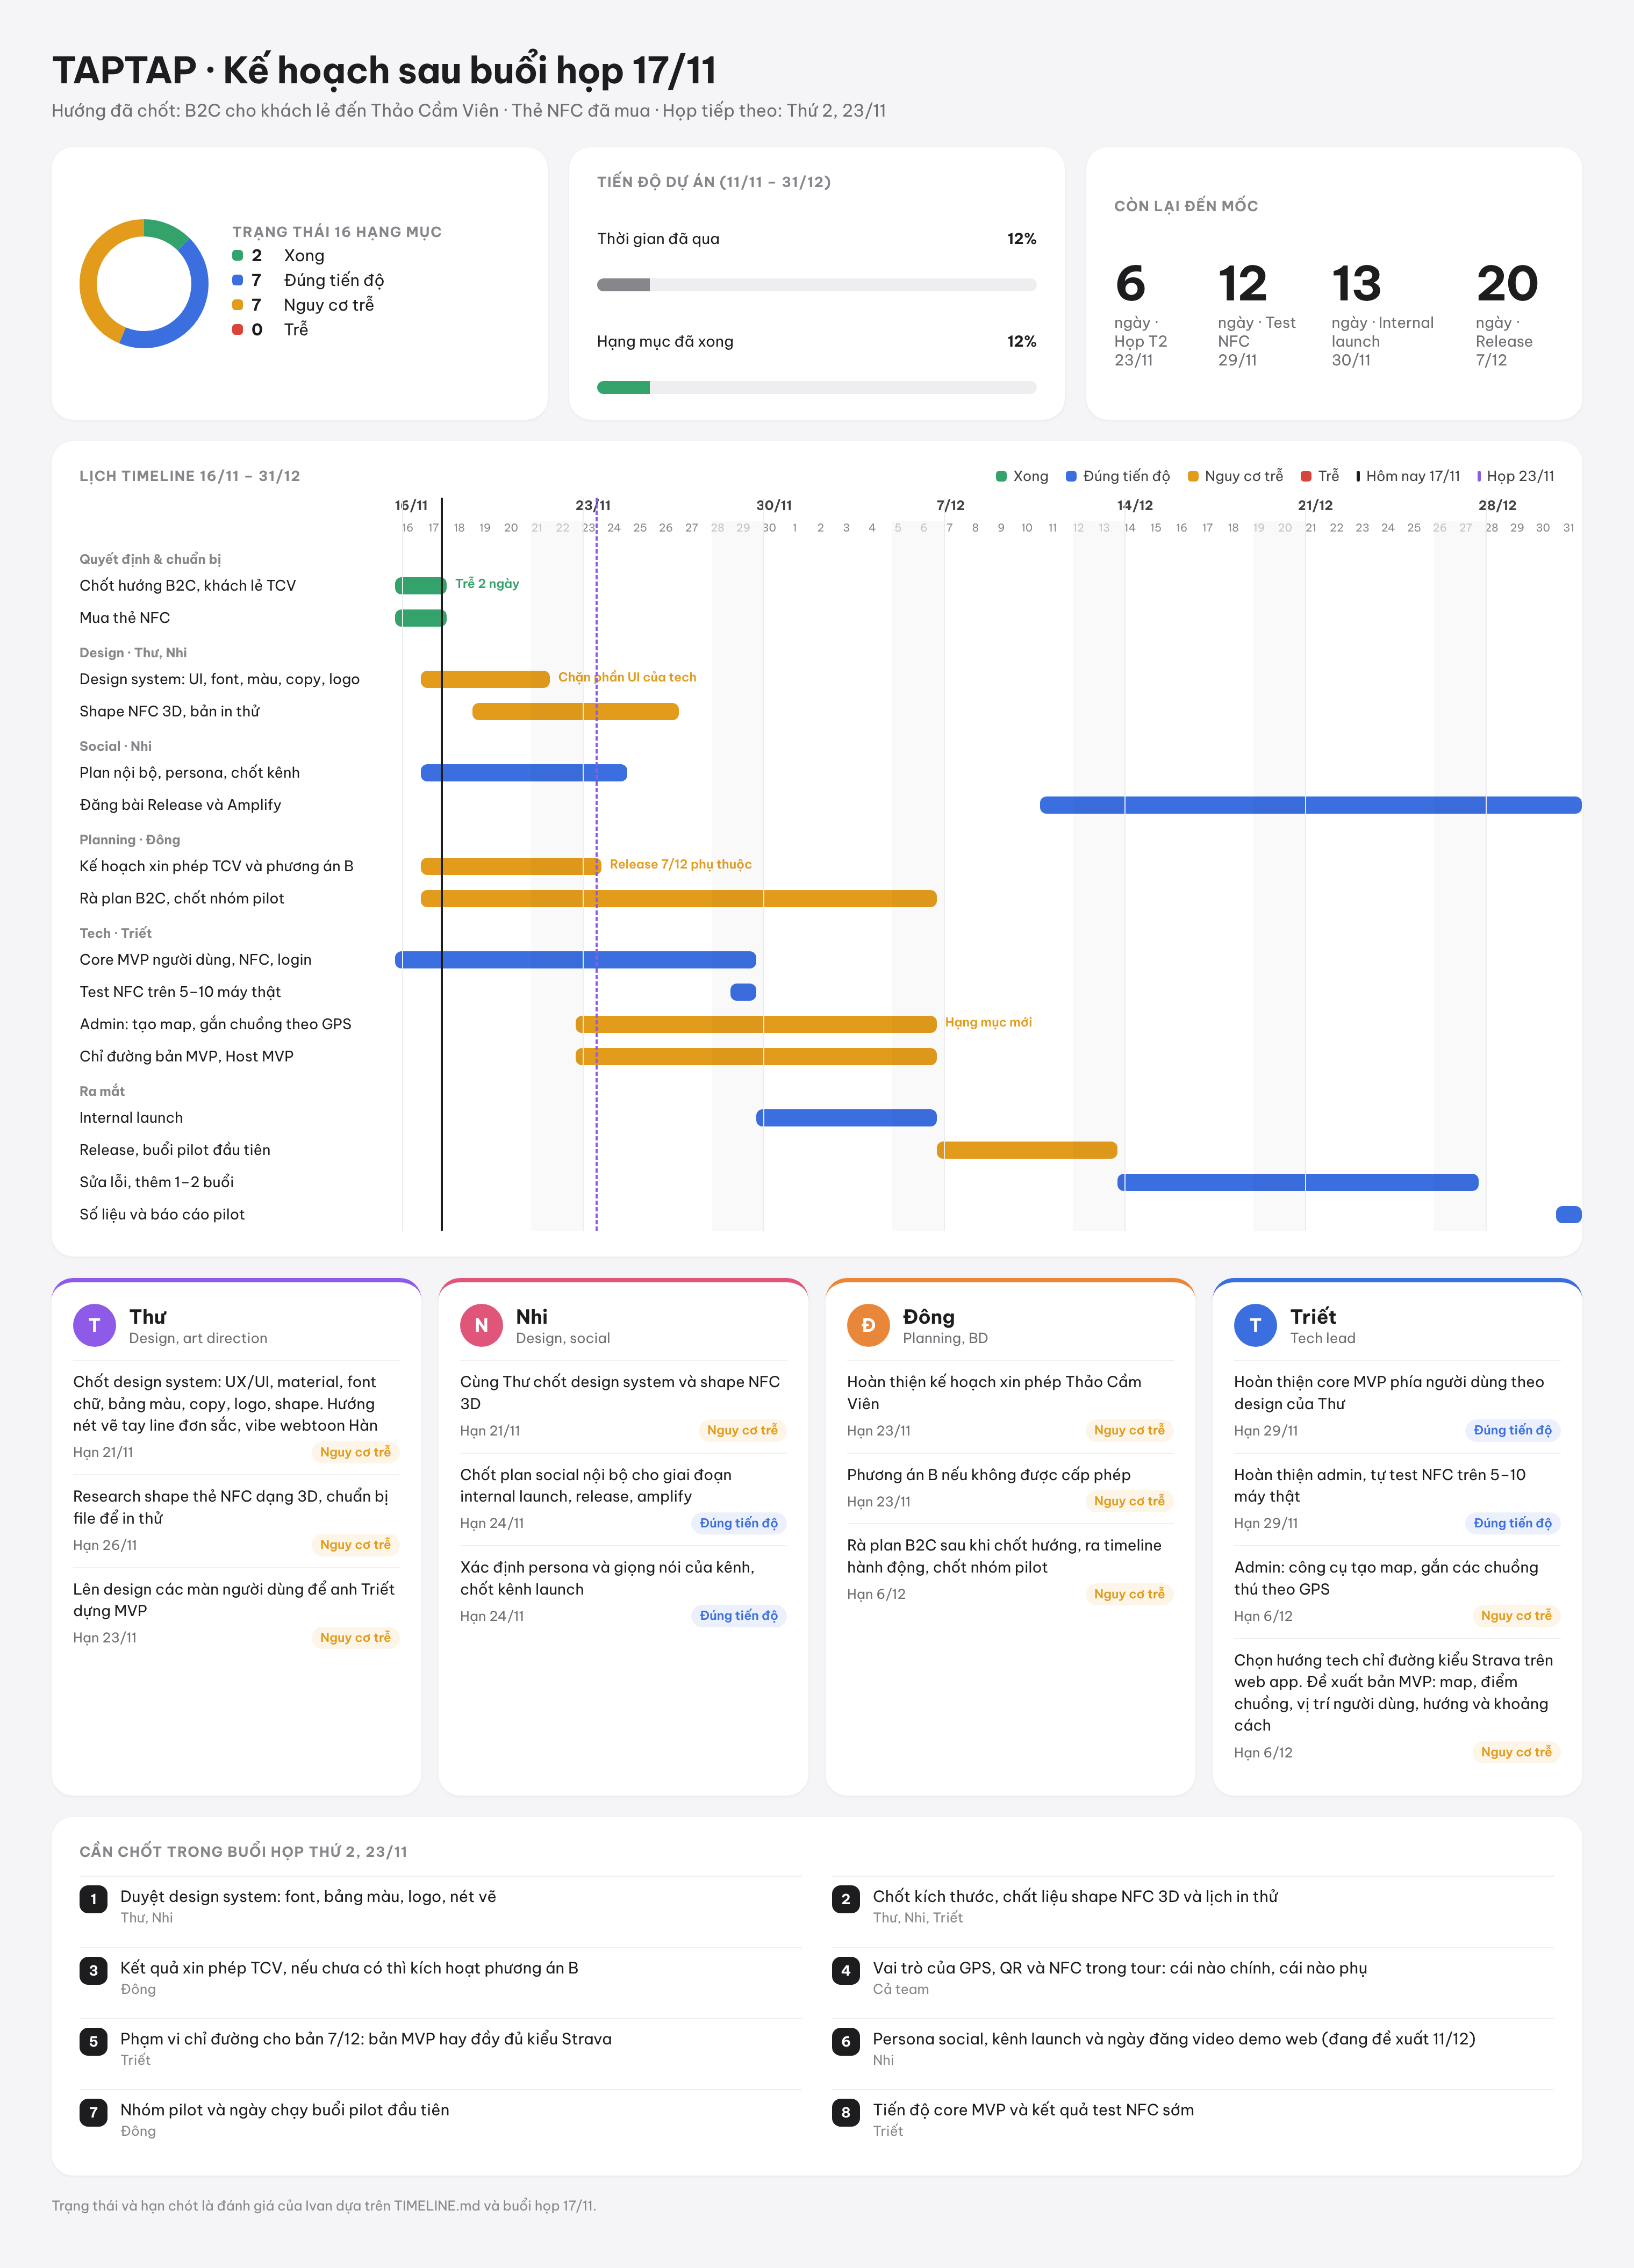 TAPTAP · Kế hoạch sau buổi họp 17/11
Hướng đã chốt: B2C cho khách lẻ đến Thảo Cầm Viên · Thẻ NFC đã mua · Họp tiếp theo: Thứ 2, 23/11
TRẠNG THÁI 16 HẠNG MỤC
2 Xong
7 Đúng tiến độ
7 Nguy cơ trễ
0 Trễ
TIẾN ĐỘ DỰ ÁN (11/11 – 31/12)
Thời gian đã qua 12%
Hạng mục đã xong 12%
CÒN LẠI ĐẾN MỐC
6 12 13 20
ngày · ngày · Test ngày · Internal ngày ·
Họp T2 NFC launch Release
23/11 29/11 30/11 7/12
LỊCH TIMELINE 16/11 – 31/12
Xong Đúng tiến độ Nguy cơ trễ Trễ Hôm nay 17/11 Họp 23/11
16/11 23/11 30/11 7/12 14/12 21/12 28/12
16 17 18 19 20 21 22 23 24 25 26 27 28 29 30 1 2 3 4 5 6 7 8 9 10 11 12 13 14 15 16 17 18 19 20 21 22 23 24 25 26 27 28 29 30 31
Quyết định & chuẩn bị
Chốt hướng B2C, khách lẻ TCV Trễ 2 ngày
Mua thẻ NFC
Design · Thư, Nhi
Design system: UI, font, màu, copy, logo Chặn phần UI của tech
Shape NFC 3D, bản in thử
Social · Nhi
Plan nội bộ, persona, chốt kênh
Đăng bài Release và Amplify
Planning · Đông
Kế hoạch xin phép TCV và phương án B Release 7/12 phụ thuộc
Rà plan B2C, chốt nhóm pilot
Tech · Triết
Core MVP người dùng, NFC, login
Test NFC trên 5–10 máy thật
Admin: tạo map, gắn chuồng theo GPS Hạng mục mới
Chỉ đường bản MVP, Host MVP
Ra mắt
Internal launch
Release, buổi pilot đầu tiên
Sửa lỗi, thêm 1–2 buổi
Số liệu và báo cáo pilot
T
Thư
Design, art direction
Chốt design system: UX/UI, material, font
chữ, bảng màu, copy, logo, shape. Hướng
nét vẽ tay line đơn sắc, vibe webtoon Hàn
Hạn 21/11 Nguy cơ trễ
Research shape thẻ NFC dạng 3D, chuẩn bị
file để in thử
Hạn 26/11 Nguy cơ trễ
Lên design các màn người dùng để anh Triết
dựng MVP
Hạn 23/11 Nguy cơ trễ
N
Nhi
Design, social
Cùng Thư chốt design system và shape NFC
3D
Hạn 21/11 Nguy cơ trễ
Chốt plan social nội bộ cho giai đoạn
internal launch, release, amplify
Hạn 24/11 Đúng tiến độ
Xác định persona và giọng nói của kênh,
chốt kênh launch
Hạn 24/11 Đúng tiến độ
Đ
Đông
Planning, BD
Hoàn thiện kế hoạch xin phép Thảo Cầm
Viên
Hạn 23/11 Nguy cơ trễ
Phương án B nếu không được cấp phép
Hạn 23/11 Nguy cơ trễ
Rà plan B2C sau khi chốt hướng, ra timeline
hành động, chốt nhóm pilot
Hạn 6/12 Nguy cơ trễ
T
Triết
Tech lead
Hoàn thiện core MVP phía người dùng theo
design của Thư
Hạn 29/11 Đúng tiến độ
Hoàn thiện admin, tự test NFC trên 5–10
máy thật
Hạn 29/11 Đúng tiến độ
Admin: công cụ tạo map, gắn các chuồng
thú theo GPS
Hạn 6/12 Nguy cơ trễ
Chọn hướng tech chỉ đường kiểu Strava trên
web app. Đề xuất bản MVP: map, điểm
chuồng, vị trí người dùng, hướng và khoảng
cách
Hạn 6/12 Nguy cơ trễ
CẦN CHỐT TRONG BUỔI HỌP THỨ 2, 23/11
1 Duyệt design system: font, bảng màu, logo, nét vẽ
Thư, Nhi
2 Chốt kích thước, chất liệu shape NFC 3D và lịch in thử
Thư, Nhi, Triết
3 Kết quả xin phép TCV, nếu chưa có thì kích hoạt phương án B
Đông
4 Vai trò của GPS, QR và NFC trong tour: cái nào chính, cái nào phụ
Cả team
5 Phạm vi chỉ đường cho bản 7/12: bản MVP hay đầy đủ kiểu Strava
Triết
6 Persona social, kênh launch và ngày đăng video demo web (đang đề xuất 11/12)
Nhi
7 Nhóm pilot và ngày chạy buổi pilot đầu tiên
Đông
8 Tiến độ core MVP và kết quả test NFC sớm
Triết
Trạng thái và hạn chót là đánh giá của Ivan dựa trên TIMELINE.md và buổi họp 17/11.